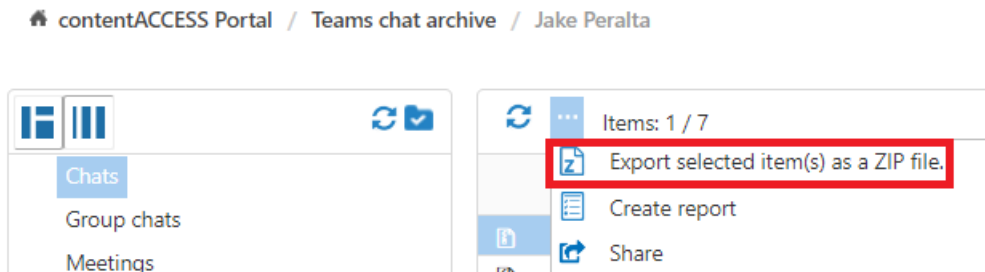 contentACCESS Portal / Teams chat archive / Jake Peralta
Items: 1 / 7
Chats
Group chats
Meetings
Export selected item(s) as a ZIP file.
Create report
Share